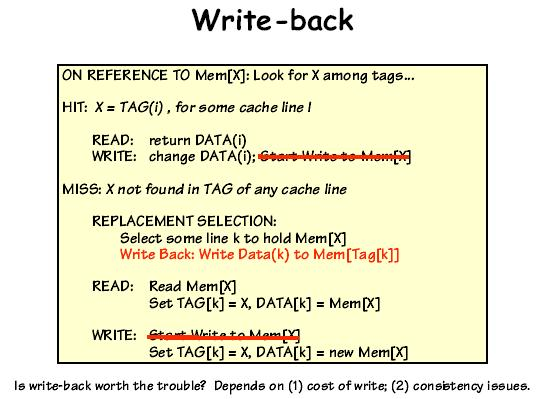 Write-back
ON REFERENCE TO Mem[X]: Look for X among tags...
HIT: X = TAG(i) , for some cache line I
READ: return DATA(i)
WRITE: change DATA(i); Start Write to Mem[X]
MISS: X not found in TAG of any cache line
REPLACEMENT SELECTION:
Select some line k to hold Mem[X]
Write Back: Write Data(k) to Mem[Tag[k]]
READ: Read Mem[X]
Set TAG[k] = X, DATA[k] = Mem[X]
WRITE: Start Write to Mem[X]
Set TAG[k] = X, DATA[k] = new Mem[X]
Is write-back worth the trouble? Depends on (1) cost of write; (2) consistency issues.